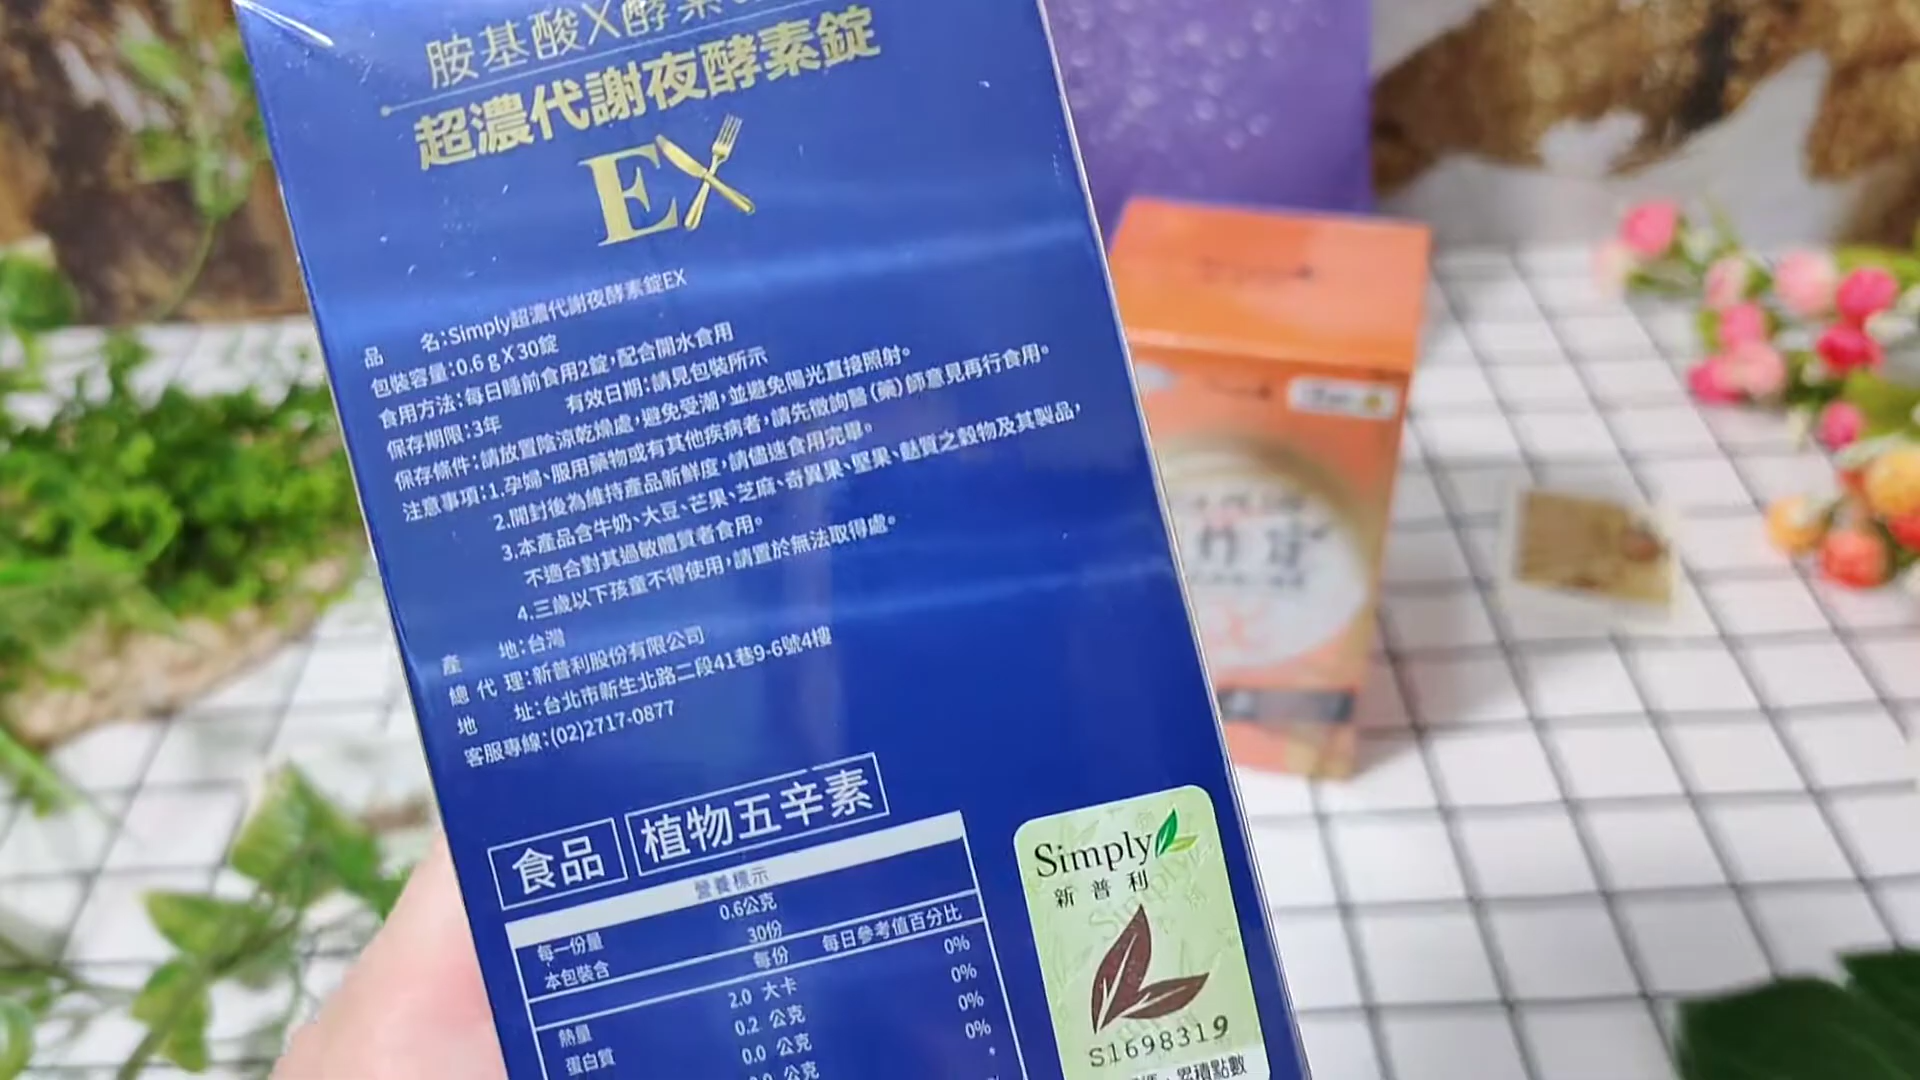 胺基酸X酵素
超濃代謝夜酵素錠
EX
品 名:Simply超濃代謝夜酵素錠EX
包裝容量:0.6 g X 30錠
食用方法:每日睡前食用2錠,配合開水食用
保存期限:3年 有效日期:請見包裝所示
保存條件:請放置陰涼乾燥處,避免受潮,並避免陽光直接照射。
注意事項:1.孕婦、服用藥物或有其他疾病者,請先徵詢醫(藥)師意見再行食用。
2.開封後為維持產品新鮮度,請儘速食用完畢。
3.本產品含牛奶、大豆、芒果、芝麻、奇異果、堅果、麩質之穀物及其製品,
不適合對其過敏體質者食用。
4.三歲以下孩童不得使用,請置於無法取得處。
產 地:台灣
總代理:新普利股份有限公司
地 址:台北市新生北路二段41巷9-6號4樓
客服專線:(02)2717-0877
食品 植物五辛素
營養標示
每一份量 0.6公克
本包裝含 30份
每份 每日參考值百分比
熱量 2.0 大卡 0%
蛋白質 0.2 公克 0%
0.0 公克 0%
公克 0%
Simply
新普利
S1698319
累積點數